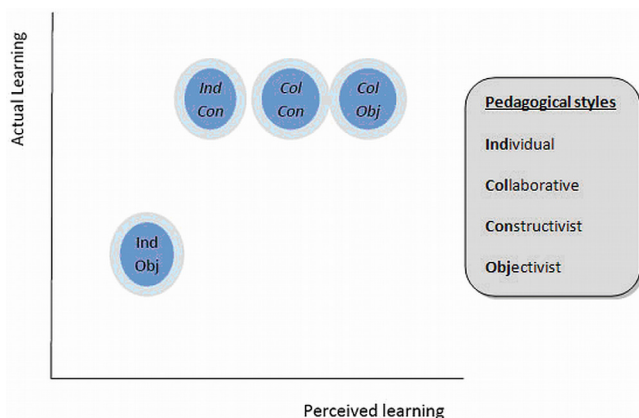 Actual Learning
Ind
Con
Col
Con
Col
Obj
Ind
Obj
Pedagogical styles
Individual
Collaborative
Constructivist
Objectivist
Perceived learning